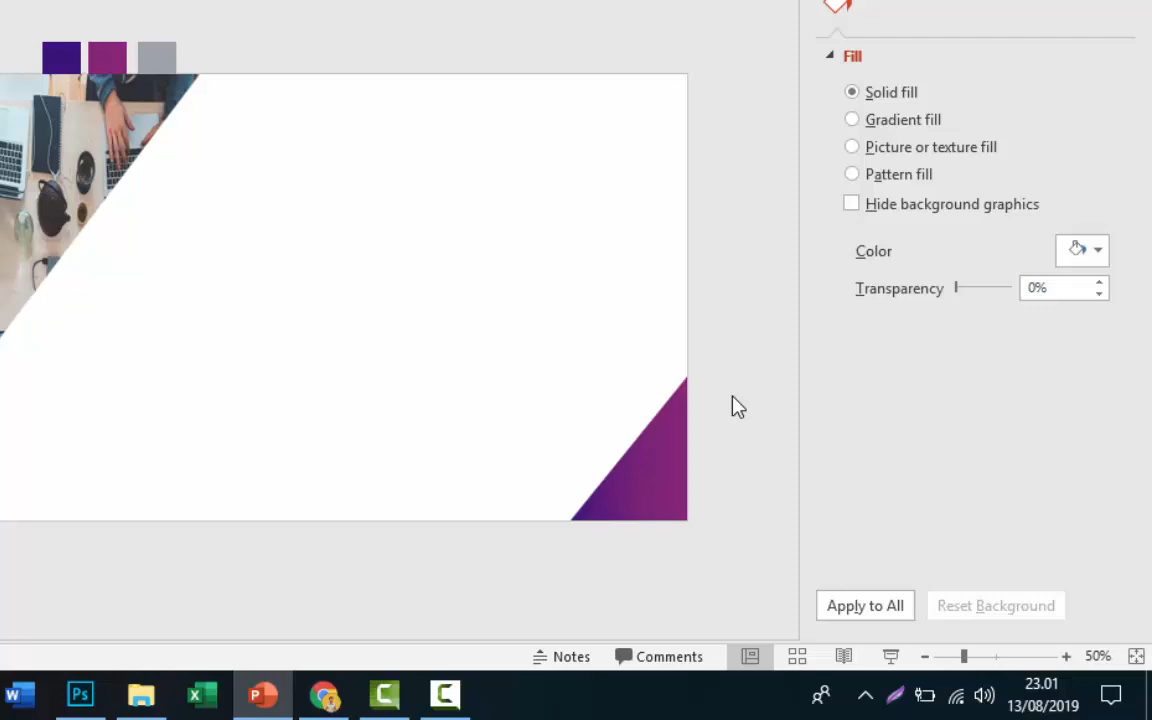 Fill
Solid fill
Gradient fill
Picture or texture fill
Pattern fill
Hide background graphics
Color
Transparency 0%
Apply to All Reset Background
Notes Comments 50%
W Ps X P C C 23.01
13/08/2019